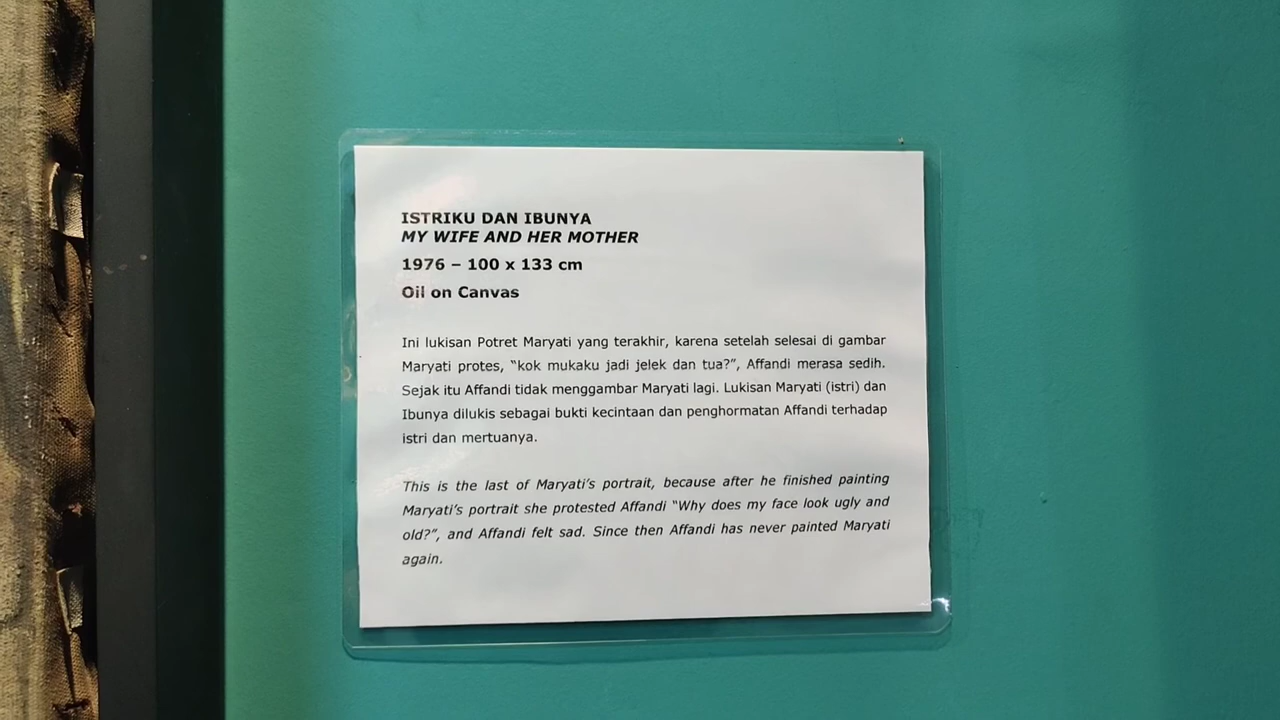 ISTRIKU DAN IBUNYA
MY WIFE AND HER MOTHER
1976 – 100 x 133 cm
Oil on Canvas
Ini lukisan Potret Maryati yang terakhir, karena setelah selesai di gambar
Maryati protes, “kok mukaku jadi jelek dan tua?”, Affandi merasa sedih.
Sejak itu Affandi tidak menggambar Maryati lagi. Lukisan Maryati (istri) dan
Ibunya dilukis sebagai bukti kecintaan dan penghormatan Affandi terhadap
istri dan mertuanya.
This is the last of Maryati’s portrait, because after he finished painting
Maryati’s portrait she protested Affandi “Why does my face look ugly and
old?”, and Affandi felt sad. Since then Affandi has never painted Maryati
again.